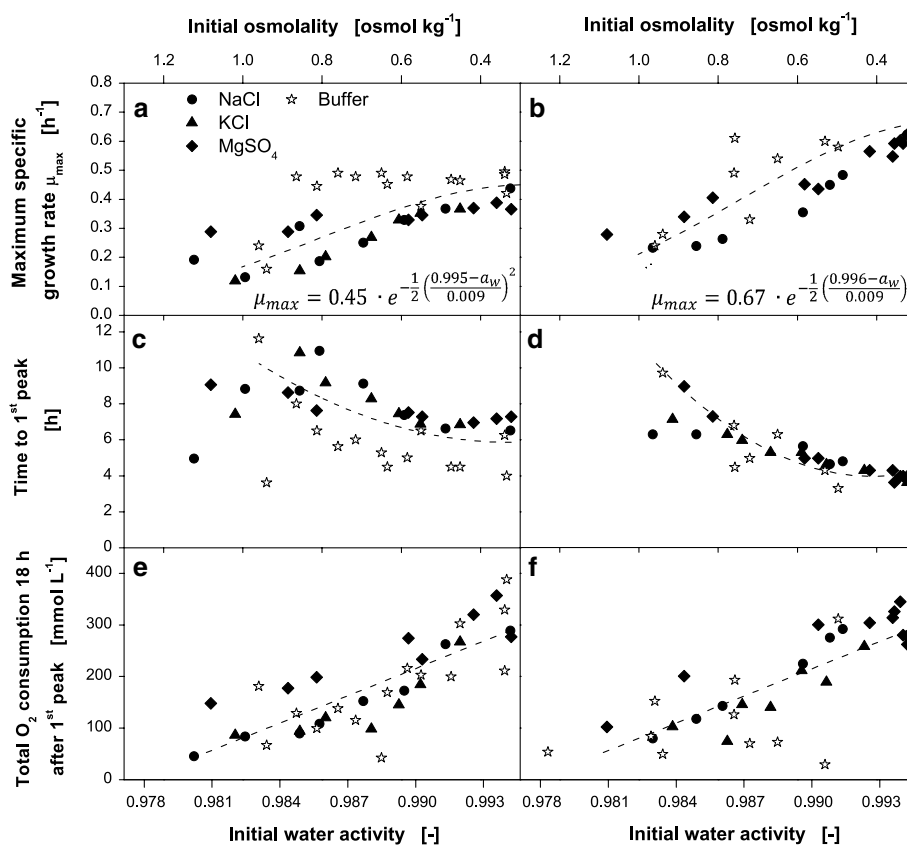 Initial osmolality [osmol kg⁻¹]
Initial osmolality [osmol kg⁻¹]
1.2 1.0 0.8 0.6 0.4
1.2 1.0 0.8 0.6 0.4
Maximum specific
growth rate μmax [h⁻¹]
0.8
0.7
0.6
0.5
0.4
0.3
0.2
0.1
0.0
a
NaCl
Buffer
KCl
MgSO₄
μmax = 0.45 · e^{-1/2 ((0.995-aw)/0.009)^2}
b
μmax = 0.67 · e^{-1/2 ((0.996-aw)/0.009)}
Time to 1ˢᵗ peak
[h]
12
10
8
6
4
2
0
c
d
Total O₂ consumption 18 h
after 1ˢᵗ peak [mmol L⁻¹]
400
300
200
100
0
e
f
0.978 0.981 0.984 0.987 0.990 0.993
0.978 0.981 0.984 0.987 0.990 0.993
Initial water activity [-]
Initial water activity [-]